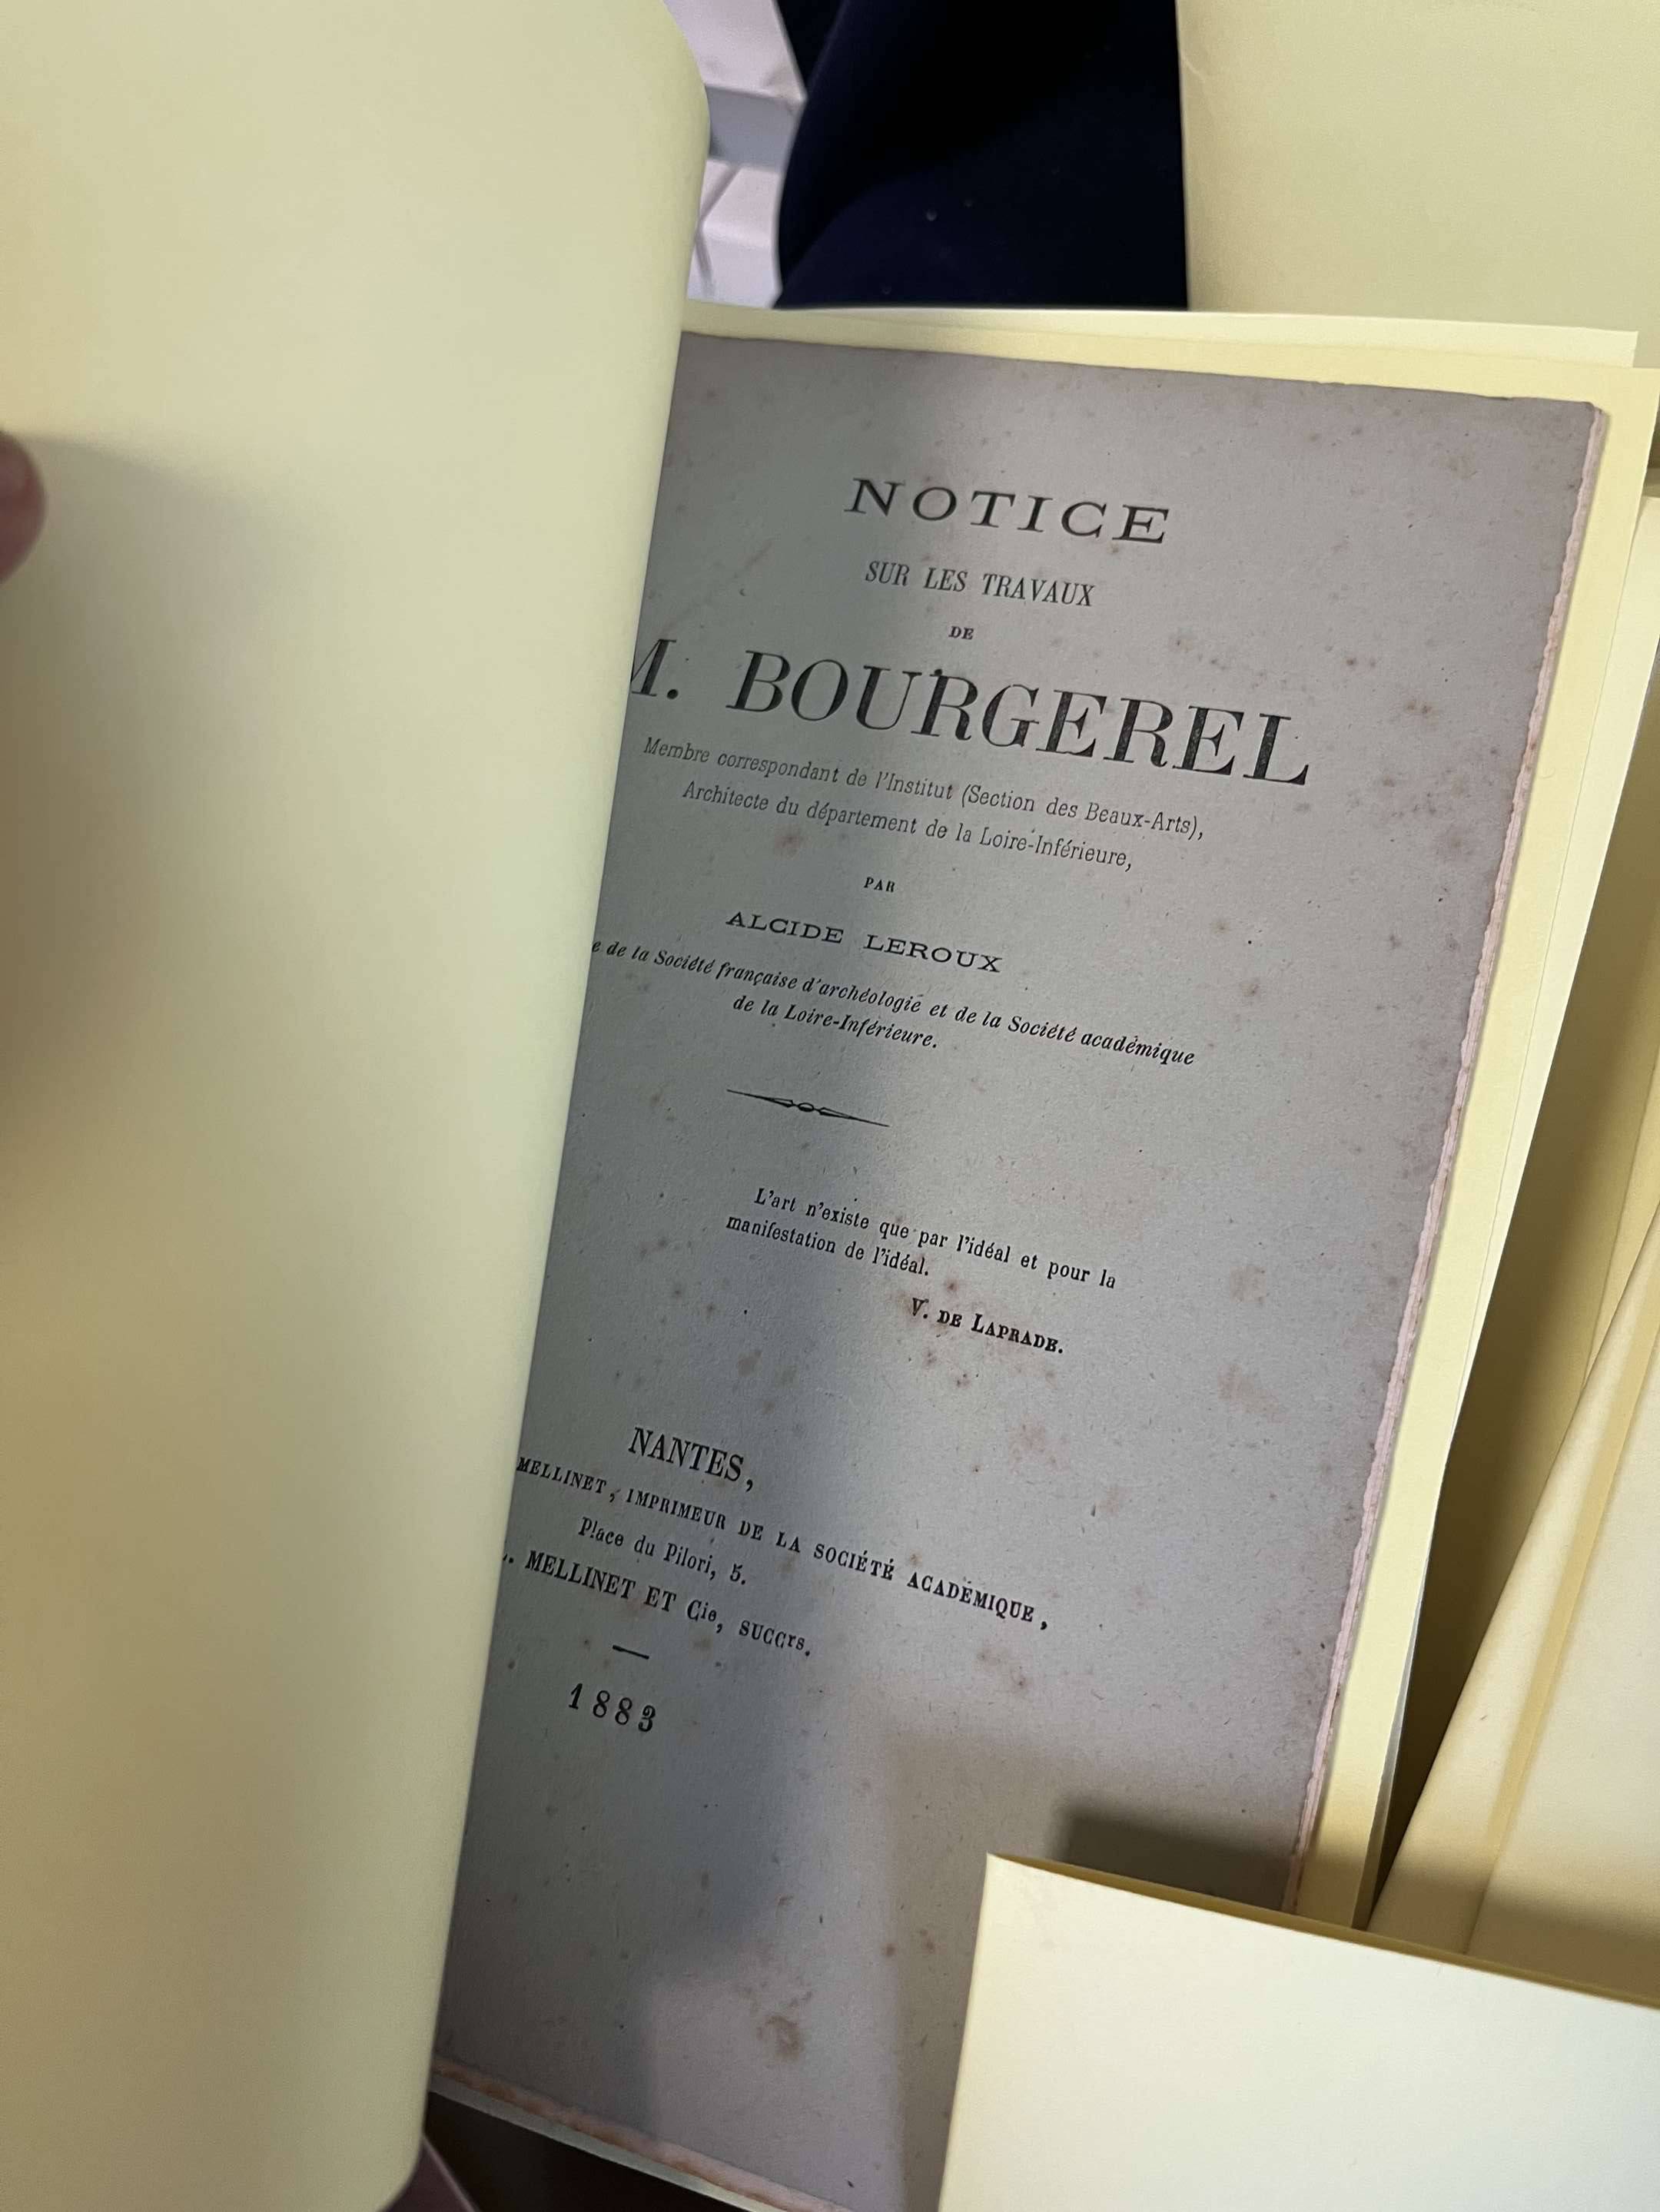 NOTICE
SUR LES TRAVAUX
DE
M. BOURGEREL
Membre correspondant de l'Institut (Section des Beaux-Arts),
Architecte du département de la Loire-Inférieure,
PAR
ALCIDE LEROUX
de la Société française d'archéologie et de la Société académique
de la Loire-Inférieure.
L'art n'existe que par l'idéal et pour la
manifestation de l'idéal.
V. DE LAPRADE.
NANTES,
MELLINET, IMPRIMEUR DE LA SOCIÉTÉ ACADÉMIQUE,
Place du Pilori, 5.
MELLINET ET Cie, SUCCrs.
1883